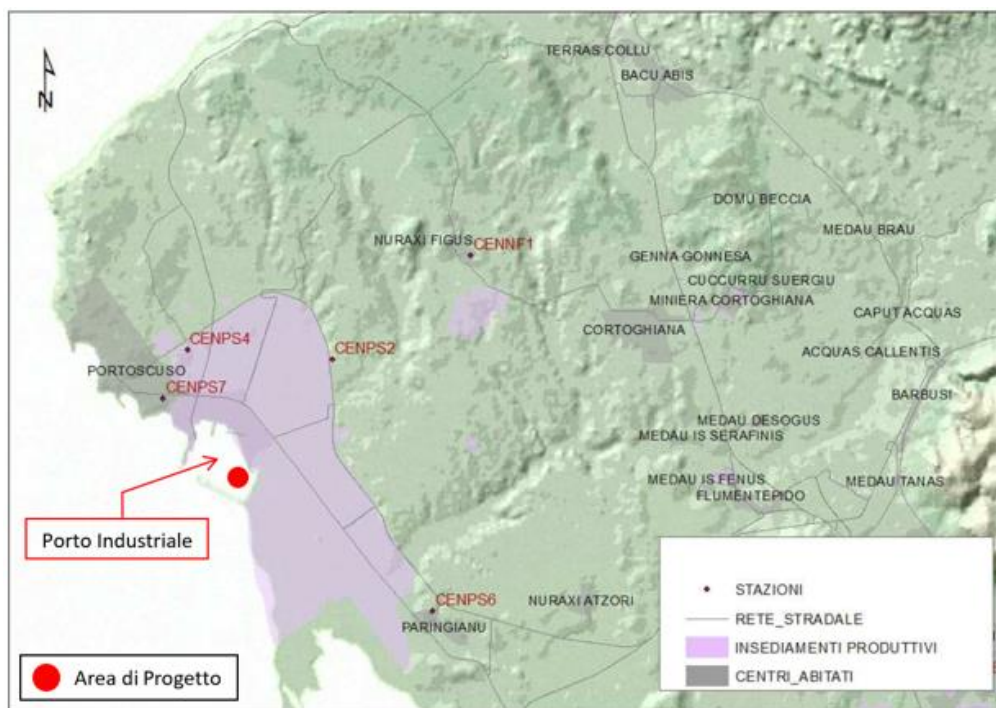 N
TERRAS COLLU
BACU ABIS
DOMU BECCIA
MEDAU BRAU
NURAXI FIGUS
CENNF1
GENNA GONNESA
CUCCURRU SUERGIU
MINIERA CORTOGHIANA
CAPUT ACQUAS
CORTOGHIANA
CENPS4
CENPS2
ACQUAS CALLENTIS
PORTOSCUSO
CENPS7
BARBUSI
MEDAU DESOGUS
MEDAU IS SERAFINIS
MEDAU IS FENUS
FLUMENTEPIDO
MEDAU TANAS
Porto Industriale
CENPS6
NURAXI ATZORI
PARINGIANU
STAZIONI
RETE_STRADALE
INSEDIAMENTI PRODUTTIVI
CENTRI_ABITATI
Area di Progetto